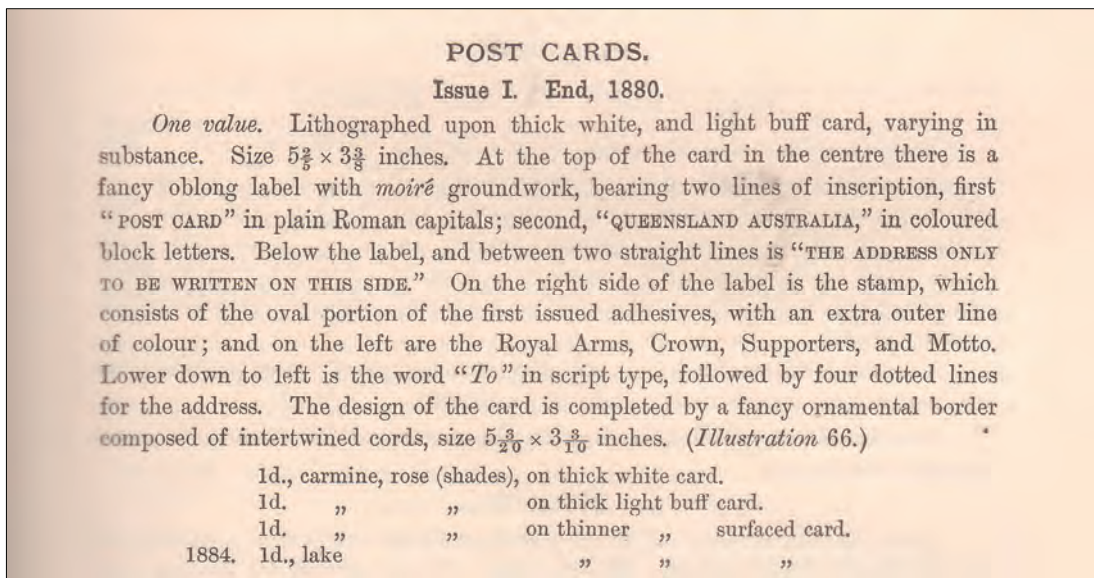 POST CARDS.
Issue I. End, 1880.
One value. Lithographed upon thick white, and light buff card, varying in
substance. Size 5⅖ × 3⅜ inches. At the top of the card in the centre there is a
fancy oblong label with moiré groundwork, bearing two lines of inscription, first
“POST CARD” in plain Roman capitals; second, “QUEENSLAND AUSTRALIA,” in coloured
block letters. Below the label, and between two straight lines is “THE ADDRESS ONLY
TO BE WRITTEN ON THIS SIDE.” On the right side of the label is the stamp, which
consists of the oval portion of the first issued adhesives, with an extra outer line
of colour; and on the left are the Royal Arms, Crown, Supporters, and Motto.
Lower down to left is the word “To” in script type, followed by four dotted lines
for the address. The design of the card is completed by a fancy ornamental border
composed of intertwined cords, size 5 3/20 × 3 3/10 inches. (Illustration 66.)
1d., carmine, rose (shades), on thick white card.
1d. „ „ on thick light buff card.
1d. „ „ on thinner „ surfaced card.
1884. 1d., lake „ „ „